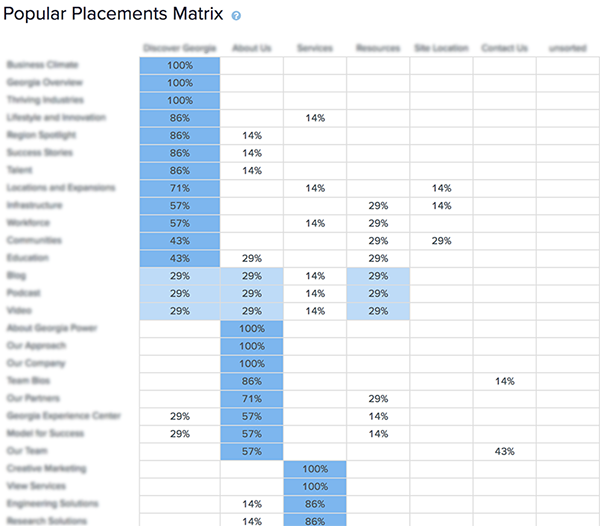 Popular Placements Matrix ?
Discover Georgia About Us Services Resources Site Location Contact Us unsorted
Business Climate 100%
Georgia Overview 100%
Thriving Industries 100%
Lifestyle and Innovation 86% 14%
Region Spotlight 86% 14%
Success Stories 86% 14%
Talent 86% 14%
Locations and Expansions 71% 14% 14%
Infrastructure 57% 29% 14%
Workforce 57% 14% 29%
Communities 43% 29% 29%
Education 43% 29% 29%
Blog 29% 29% 14% 29%
Podcast 29% 29% 14% 29%
Video 29% 29% 14% 29%
About Georgia Power 100%
Our Approach 100%
Our Company 100%
Team Bios 86% 14%
Our Partners 71% 29%
Georgia Experience Center 29% 57% 14%
Model for Success 29% 57% 14%
Our Team 57% 43%
Creative Marketing 100%
View Services 100%
Engineering Solutions 14% 86%
Research Solutions 14% 86%